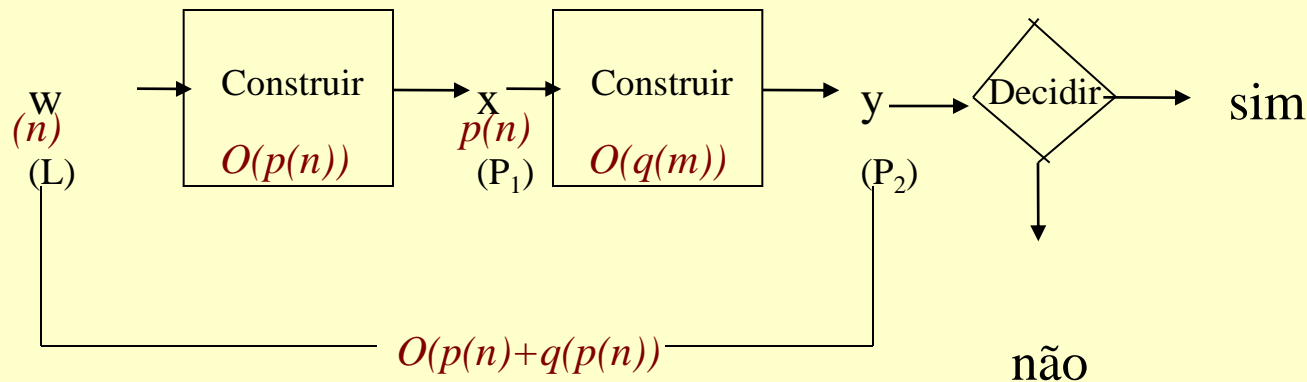 Construir
Construir
w
x
y
Decidir
sim
(n)
p(n)
O(p(n))
O(q(m))
(L)
(P₁)
(P₂)
O(p(n)+q(p(n))
não